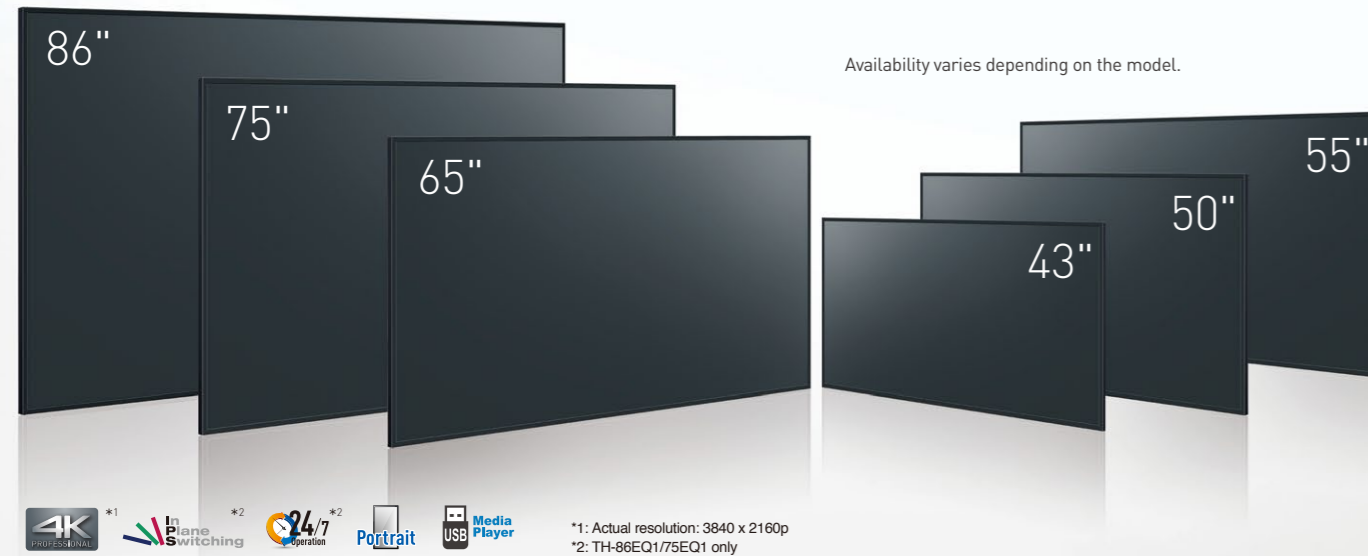 86"
75"
65"
Availability varies depending on the model.
55"
50"
43"
4K
PROFESSIONAL
*1
In
Plane
Switching
*2
24/7
Operation
*2
Portrait
USB
Media
Player
*1: Actual resolution: 3840 x 2160p
*2: TH-86EQ1/75EQ1 only